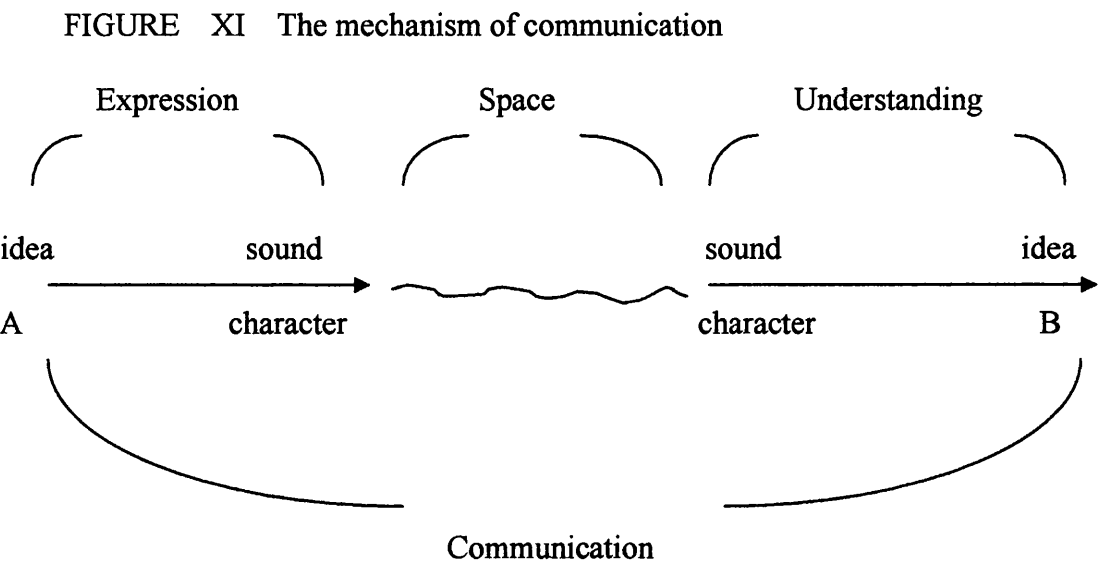 FIGURE XI The mechanism of communication
Expression Space Understanding
idea sound sound idea
A character character B
Communication